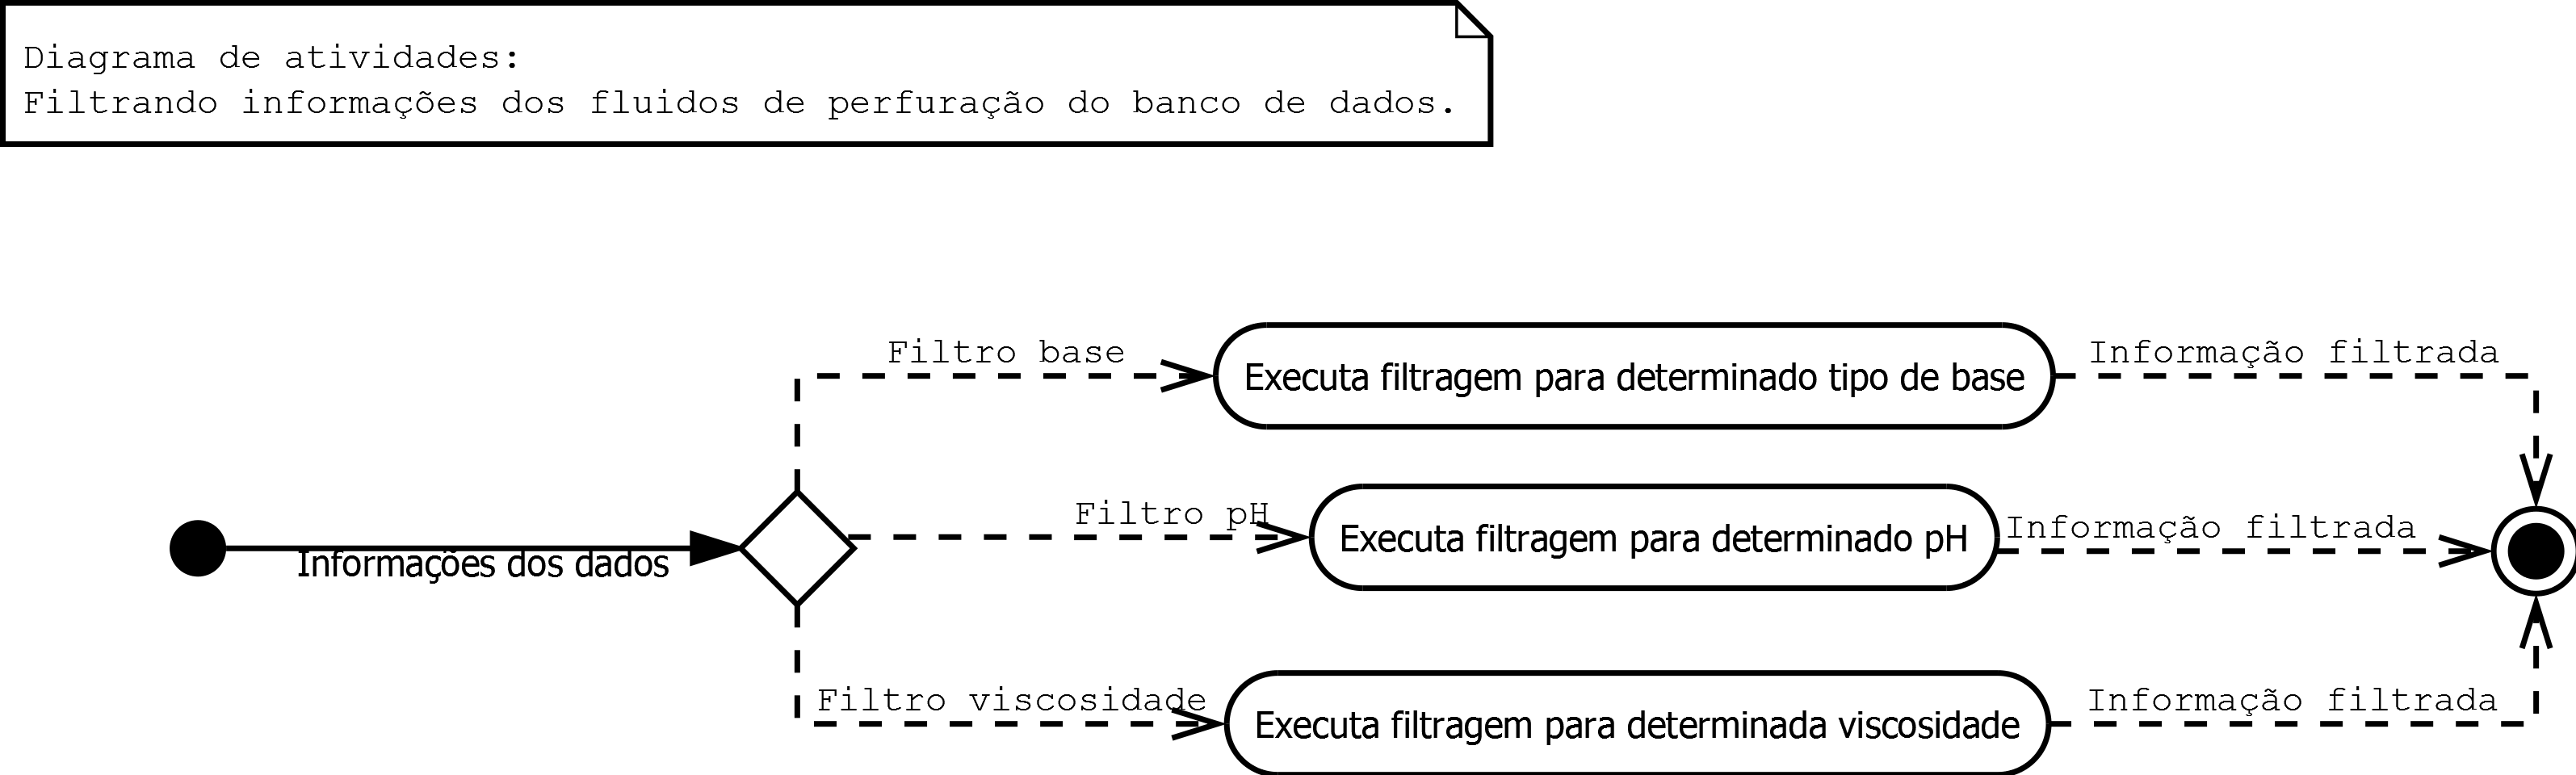 Diagrama de atividades:
Filtrando informações dos fluidos de perfuração do banco de dados.
Filtro base
Executa filtragem para determinado tipo de base
Informação filtrada
Informações dos dados
Filtro pH
Executa filtragem para determinado pH
Informação filtrada
Filtro viscosidade
Executa filtragem para determinada viscosidade
Informação filtrada